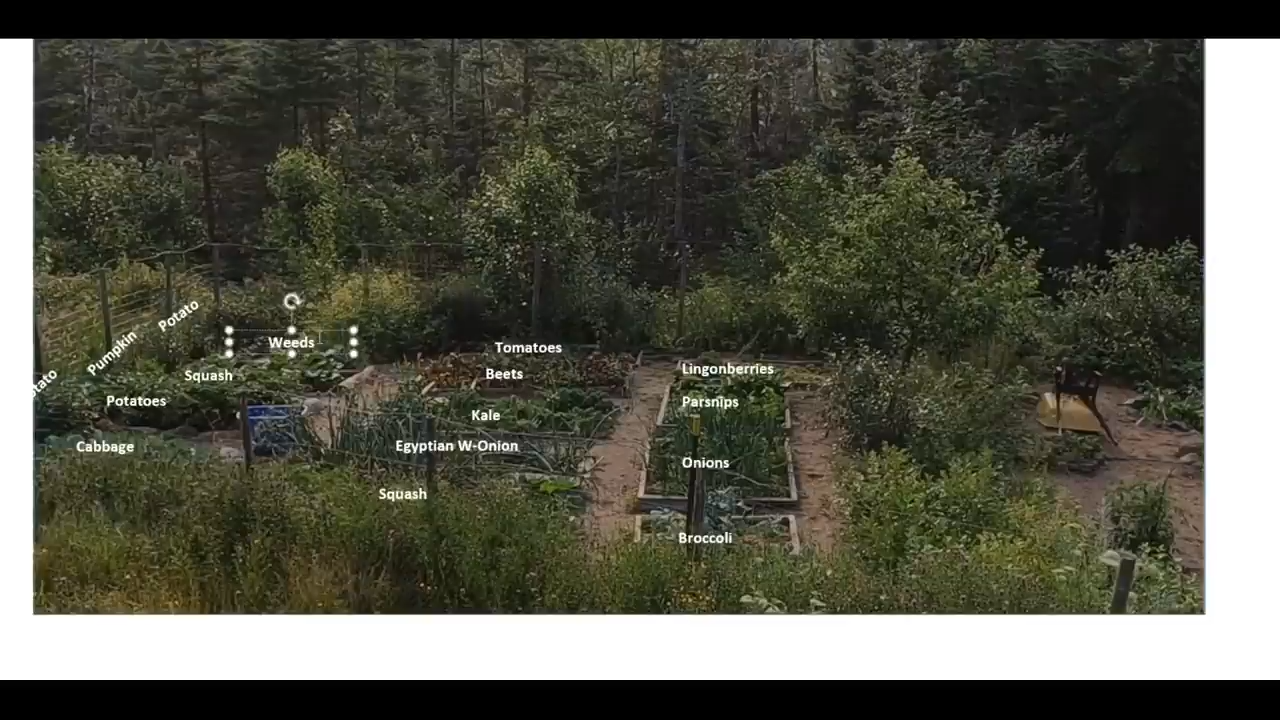 Potato
Weeds
Pumpkin
Tomatoes
Lingonberries
Squash
Beets
Potatoes
Parsnips
Kale
Cabbage
Egyptian W-Onion
Onions
Squash
Broccoli